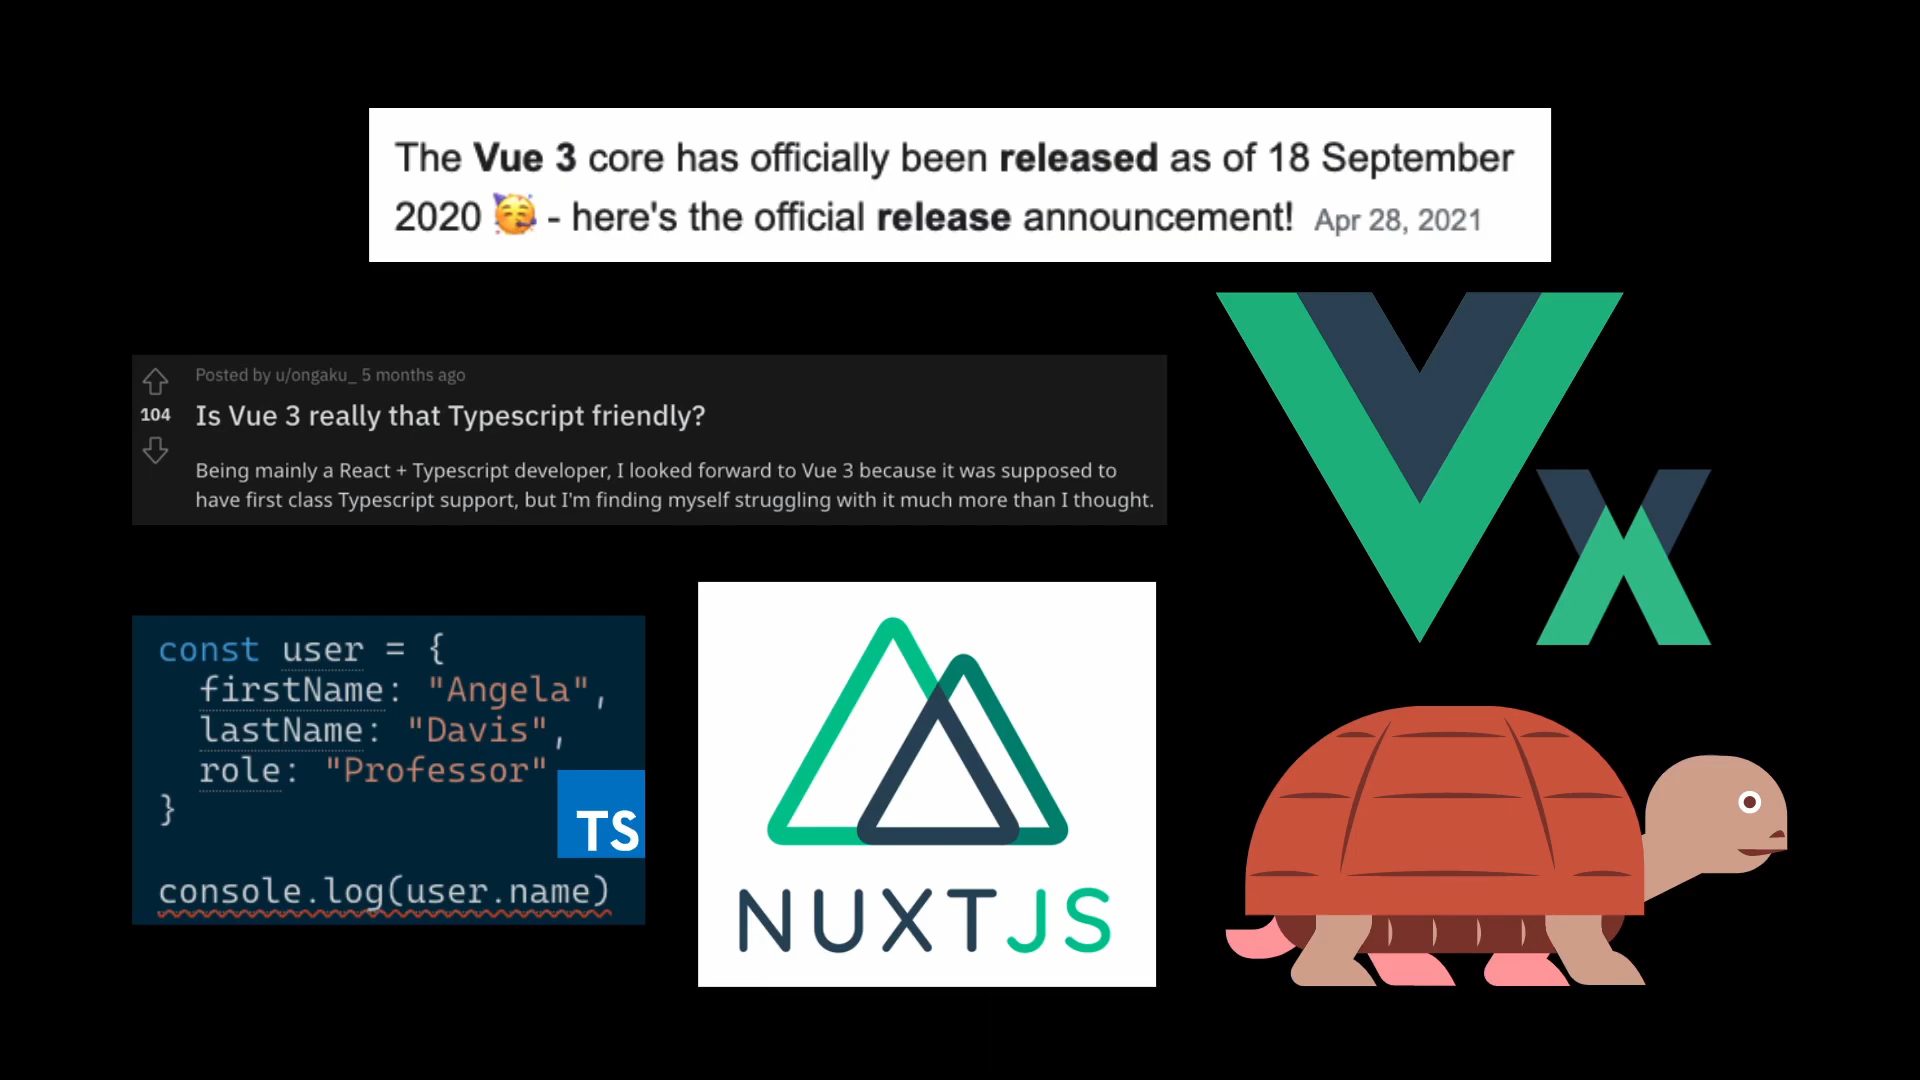 The Vue 3 core has officially been released as of 18 September
2020 🥳 - here's the official release announcement! Apr 28, 2021
Posted by u/ongaku_ 5 months ago
104
Is Vue 3 really that Typescript friendly?
Being mainly a React + Typescript developer, I looked forward to Vue 3 because it was supposed to
have first class Typescript support, but I'm finding myself struggling with it much more than I thought.
const user = {
firstName: "Angela",
lastName: "Davis",
role: "Professor"
}
TS
console.log(user.name)
NUXTJS